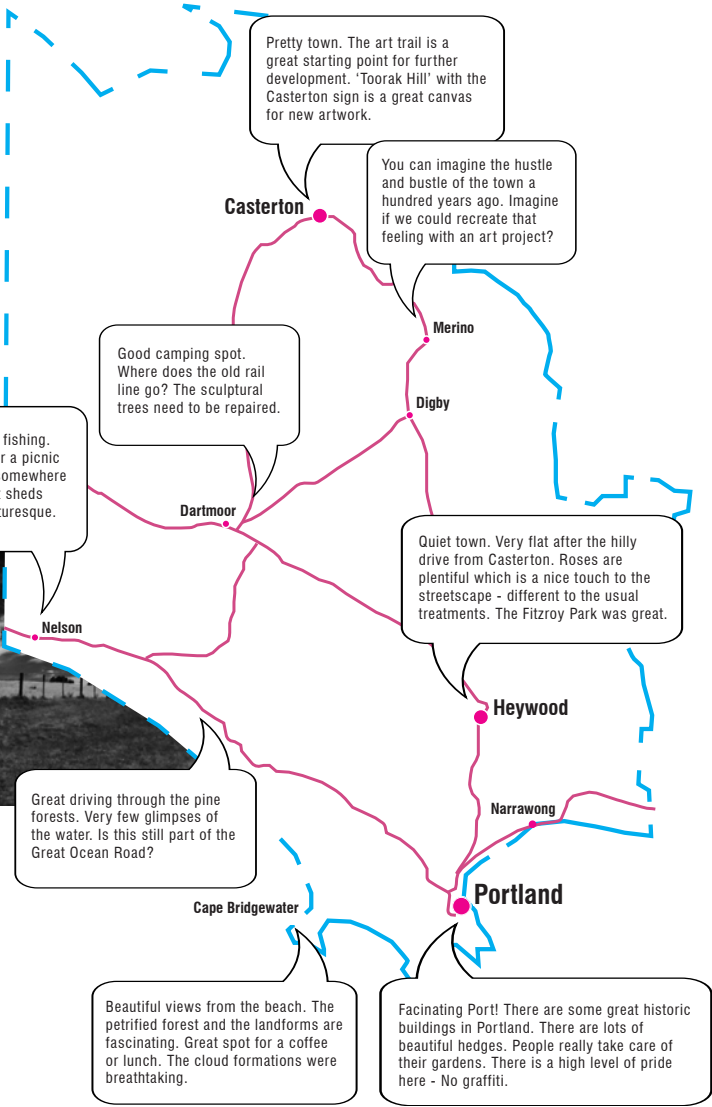 Pretty town. The art trail is a
great starting point for further
development. ‘Toorak Hill’ with the
Casterton sign is a great canvas
for new artwork.
You can imagine the hustle
and bustle of the town a
hundred years ago. Imagine
if we could recreate that
feeling with an art project?
Casterton
Merino
Good camping spot.
Where does the old rail
line go? The sculptural
trees need to be repaired.
Digby
fishing.
r a picnic
omewhere
sheds
uresque.
Dartmoor
Quiet town. Very flat after the hilly
drive from Casterton. Roses are
plentiful which is a nice touch to the
streetscape - different to the usual
treatments. The Fitzroy Park was great.
Nelson
Heywood
Great driving through the pine
forests. Very few glimpses of
the water. Is this still part of the
Great Ocean Road?
Narrawong
Portland
Cape Bridgewater
Beautiful views from the beach. The
petrified forest and the landforms are
fascinating. Great spot for a coffee
or lunch. The cloud formations were
breathtaking.
Facinating Port! There are some great historic
buildings in Portland. There are lots of
beautiful hedges. People really take care of
their gardens. There is a high level of pride
here - No graffiti.